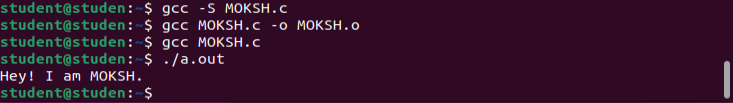 student@studen:~$ gcc -S MOKSH.c
student@studen:~$ gcc MOKSH.c -o MOKSH.o
student@studen:~$ gcc MOKSH.c
student@studen:~$ ./a.out
Hey! I am MOKSH.
student@studen:~$